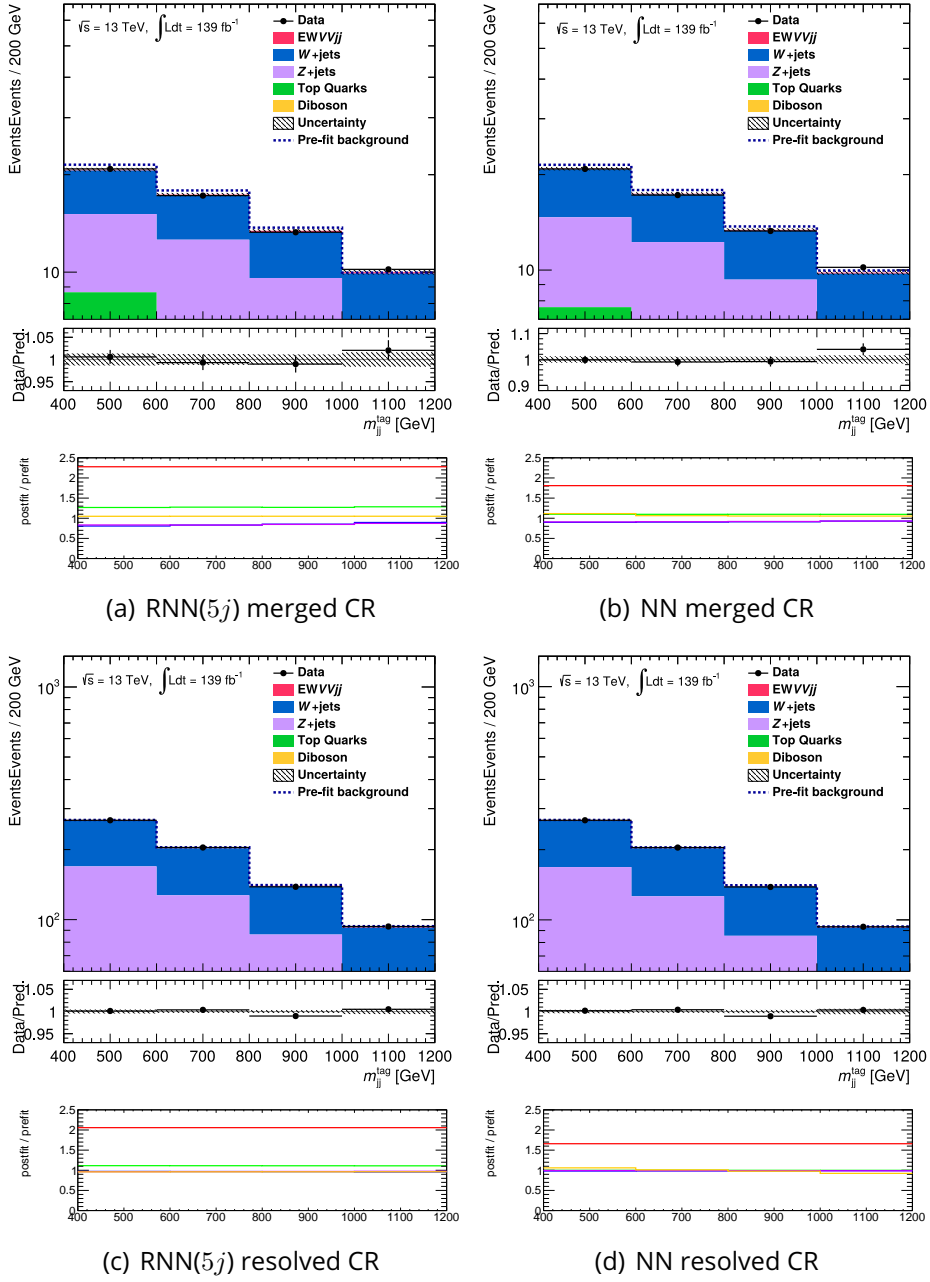 EventsEvents / 200 GeV
√s = 13 TeV, ∫Ldt = 139 fb⁻¹
Data
EWVVjj
W+jets
Z+jets
Top Quarks
Diboson
Uncertainty
Pre-fit background
10
Data/Pred.
1.05
1
0.95
400 500 600 700 800 900 1000 1100 1200
m_jj^tag [GeV]
postfit / prefit
2.5
2
1.5
1
0.5
0
400 500 600 700 800 900 1000 1100 1200
(a) RNN(5j) merged CR
EventsEvents / 200 GeV
√s = 13 TeV, ∫Ldt = 139 fb⁻¹
Data
EWVVjj
W+jets
Z+jets
Top Quarks
Diboson
Uncertainty
Pre-fit background
10
Data/Pred.
1.1
1
0.9
400 500 600 700 800 900 1000 1100 1200
m_jj^tag [GeV]
postfit / prefit
2.5
2
1.5
1
0.5
0
400 500 600 700 800 900 1000 1100 1200
(b) NN merged CR
EventsEvents / 200 GeV
√s = 13 TeV, ∫Ldt = 139 fb⁻¹
Data
EWVVjj
W+jets
Z+jets
Top Quarks
Diboson
Uncertainty
Pre-fit background
10³
10²
Data/Pred.
1.05
1
0.95
400 500 600 700 800 900 1000 1100 1200
m_jj^tag [GeV]
postfit / prefit
2.5
2
1.5
1
0.5
0
400 500 600 700 800 900 1000 1100 1200
(c) RNN(5j) resolved CR
EventsEvents / 200 GeV
√s = 13 TeV, ∫Ldt = 139 fb⁻¹
Data
EWVVjj
W+jets
Z+jets
Top Quarks
Diboson
Uncertainty
Pre-fit background
10³
10²
Data/Pred.
1.05
1
0.95
400 500 600 700 800 900 1000 1100 1200
m_jj^tag [GeV]
postfit / prefit
2.5
2
1.5
1
0.5
0
400 500 600 700 800 900 1000 1100 1200
(d) NN resolved CR